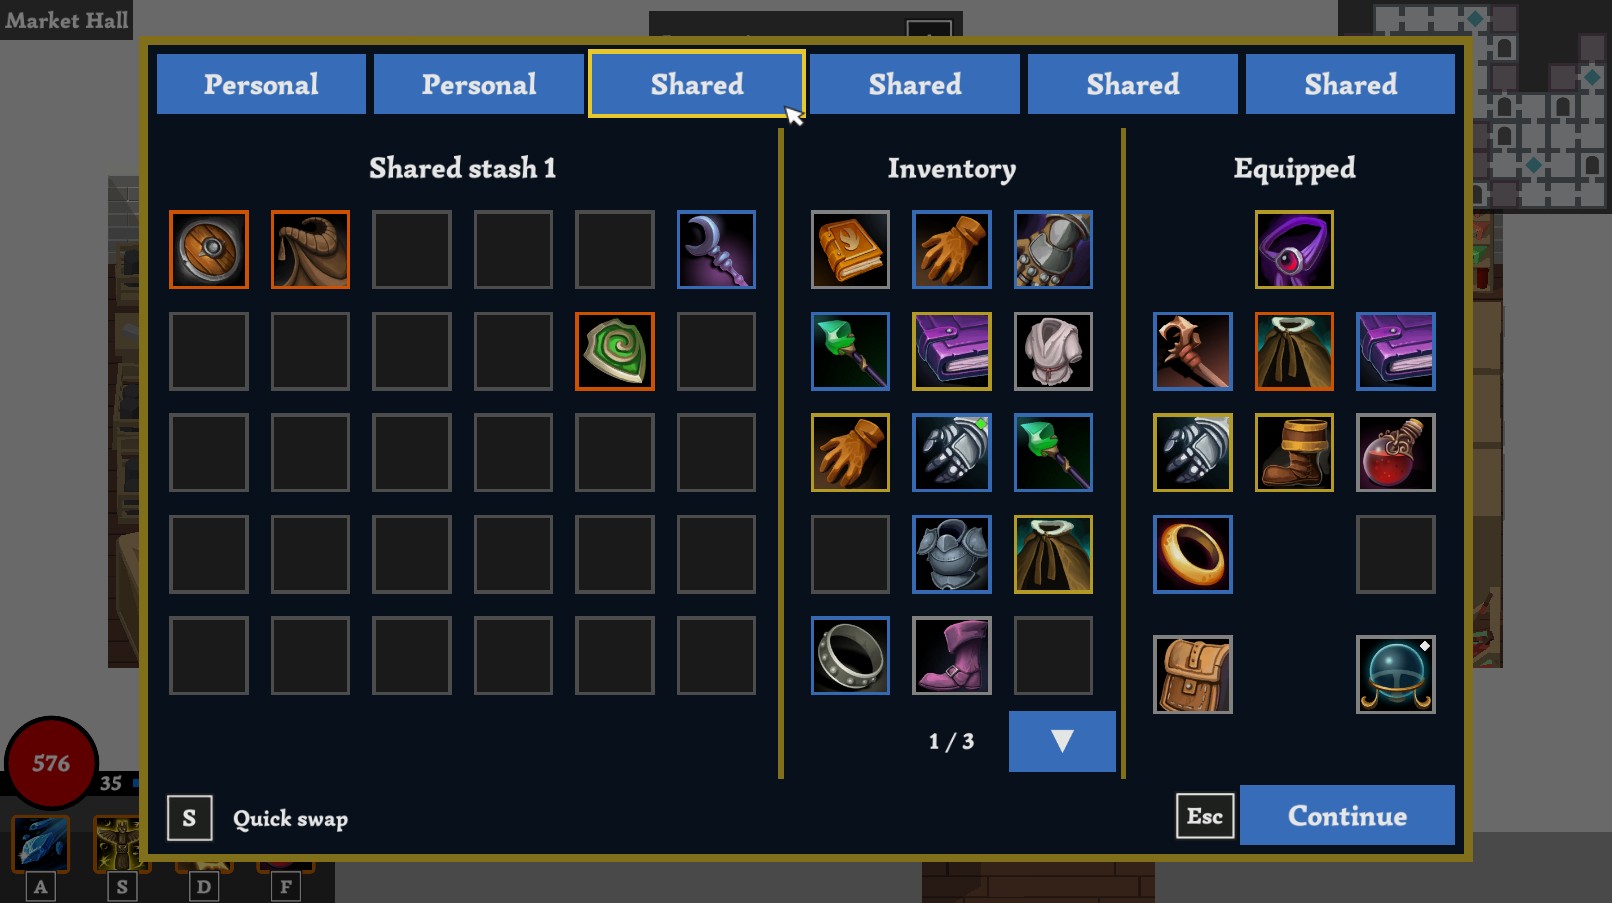 Market Hall
Personal
Personal
Shared
Shared
Shared
Shared
Shared stash 1
Inventory
Equipped
1 / 3
576
35
S
Quick swap
Esc
Continue
A
S
D
F